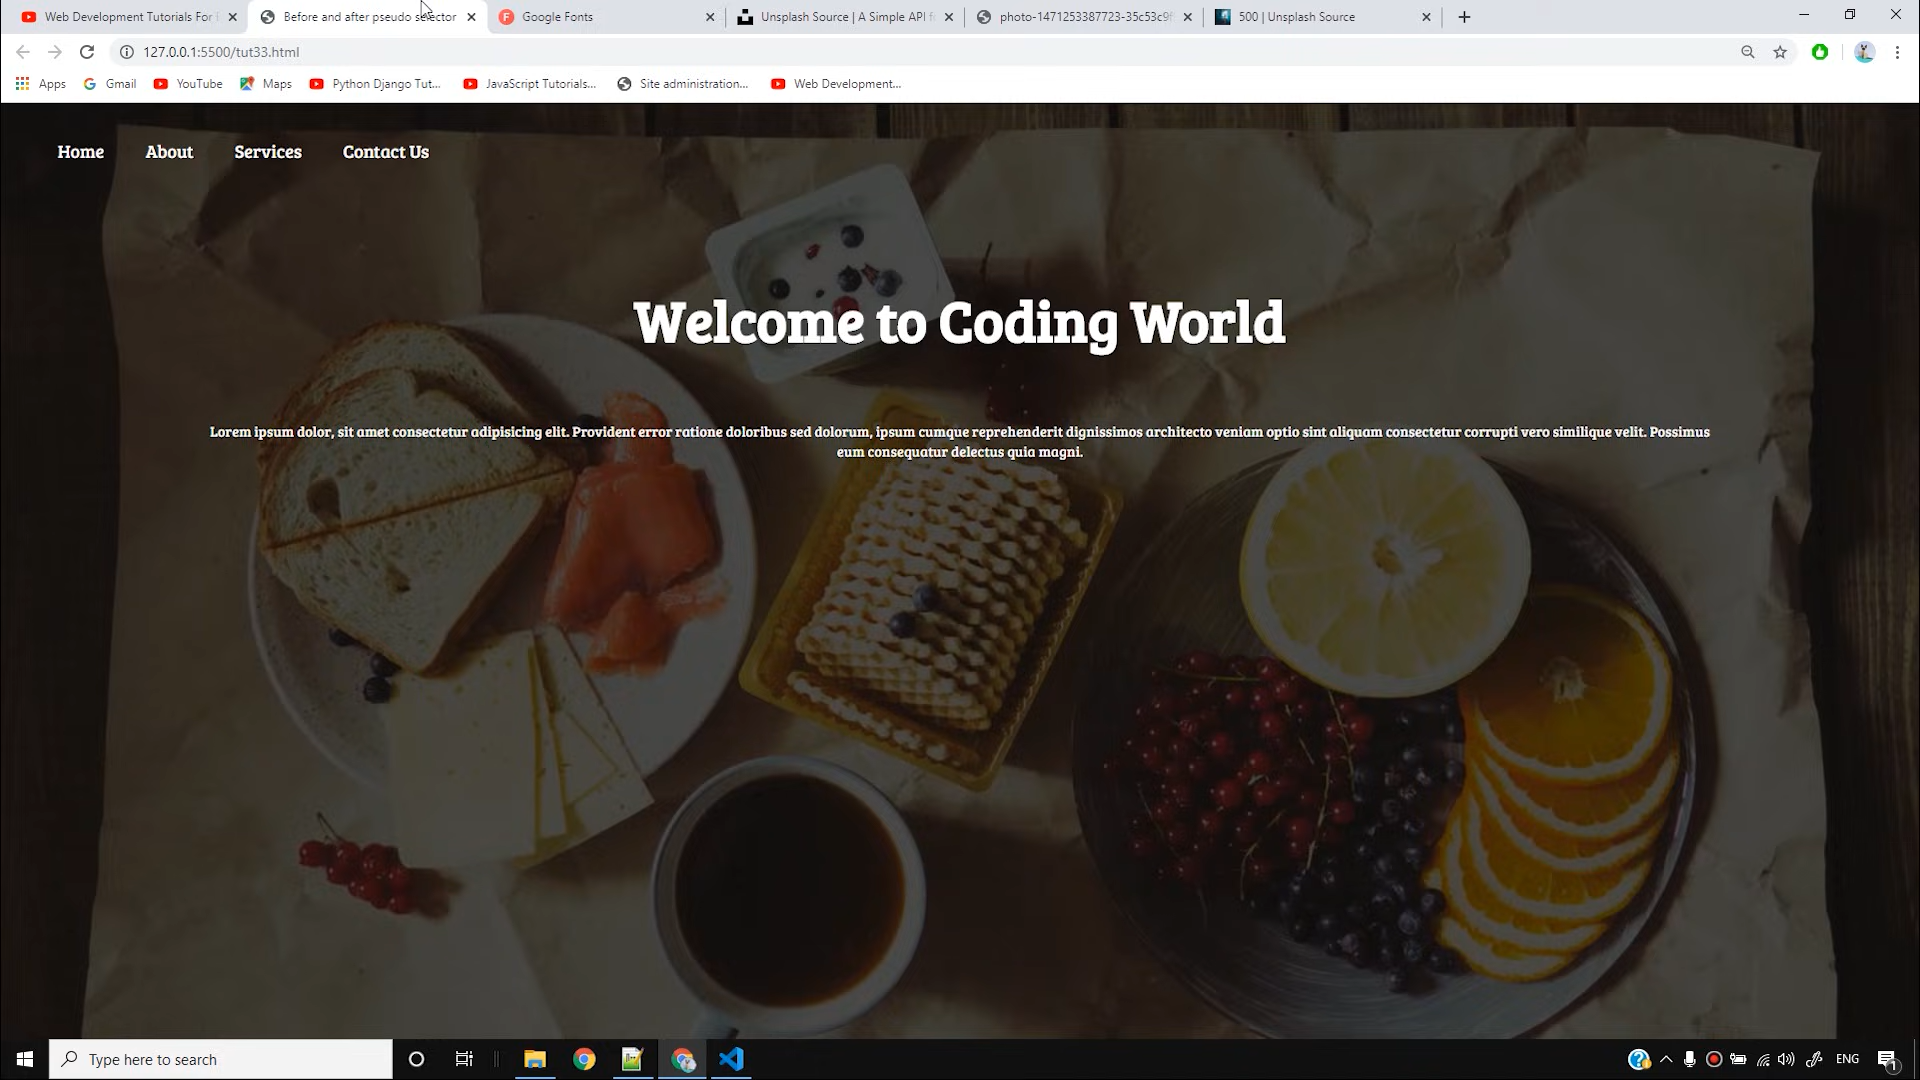 Web Development Tutorials For
Before and after pseudo selector
Google Fonts
Unsplash Source | A Simple API
photo-1471253387723-35c53c9
500 | Unsplash Source
127.0.0.1:5500/tut33.html
Apps
Gmail
YouTube
Maps
Python Django Tut...
JavaScript Tutorials...
Site administration...
Web Development...
Home
About
Services
Contact Us
Welcome to Coding World
Lorem ipsum dolor, sit amet consectetur adipisicing elit. Provident error ratione doloribus sed dolorum, ipsum cumque reprehenderit dignissimos architecto veniam optio sint aliquam consectetur corrupti vero similique velit. Possimus
eum consequatur delectus quia magni.
Type here to search
ENG
1